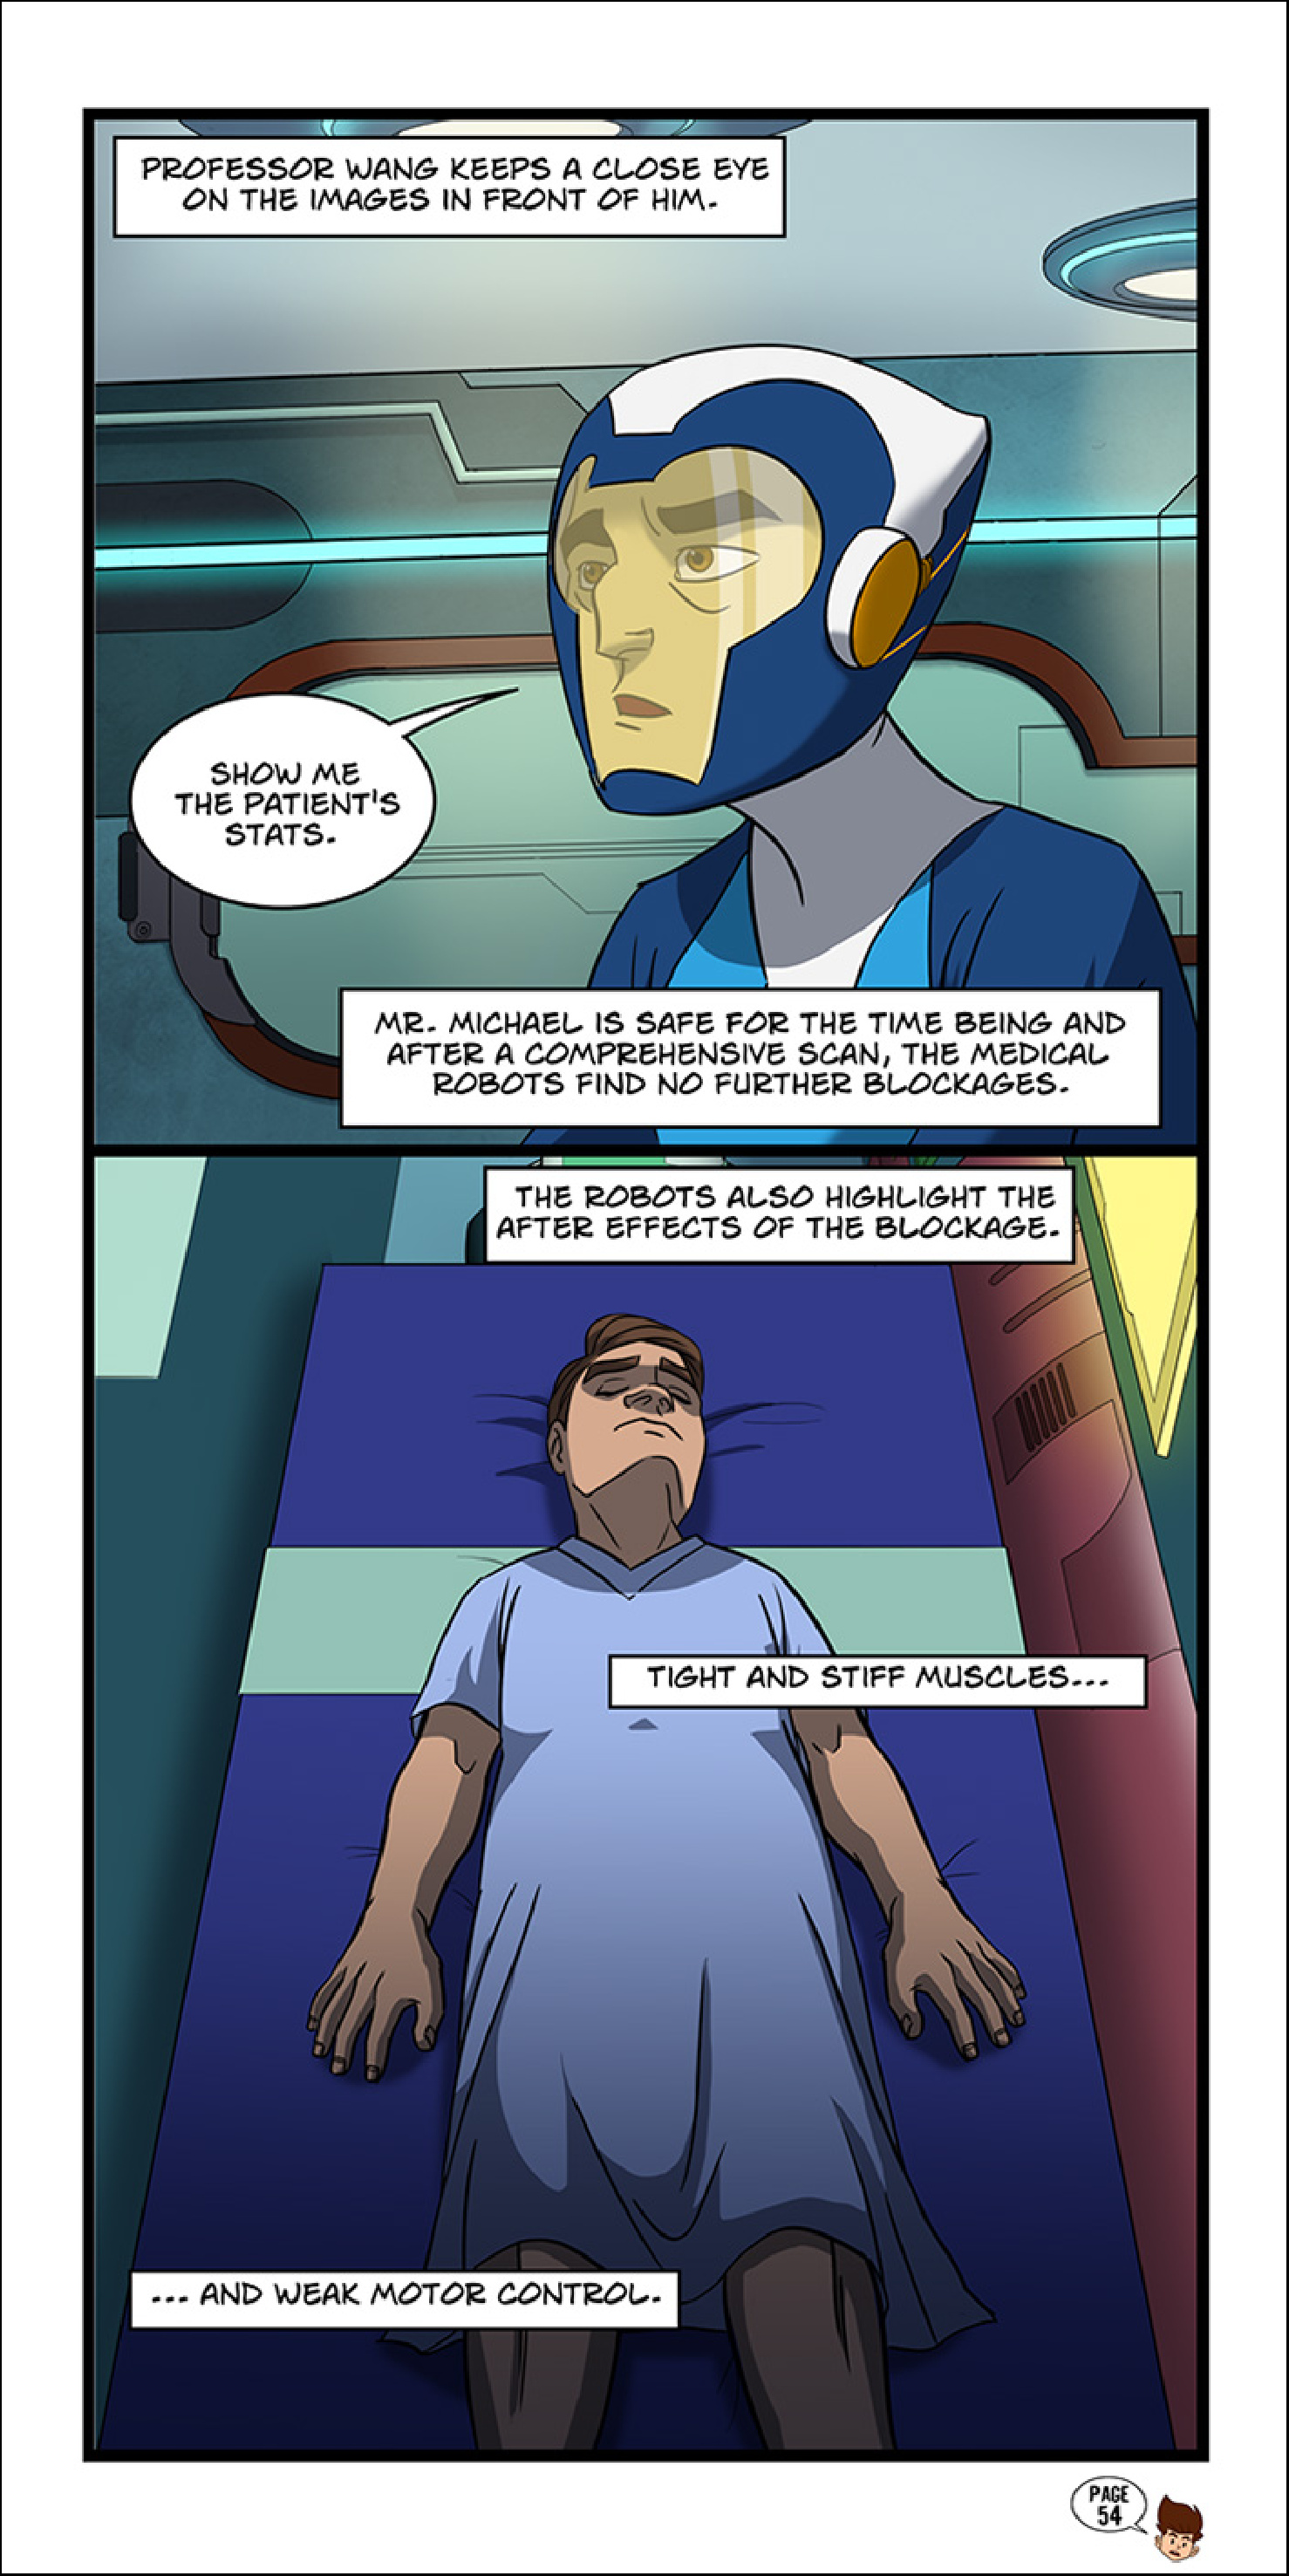 PROFESSOR WANG KEEPS A CLOSE EYE
ON THE IMAGES IN FRONT OF HIM.
SHOW ME
THE PATIENT'S
STATS.
MR. MICHAEL IS SAFE FOR THE TIME BEING AND
AFTER A COMPREHENSIVE SCAN, THE MEDICAL
ROBOTS FIND NO FURTHER BLOCKAGES.
THE ROBOTS ALSO HIGHLIGHT THE
AFTER EFFECTS OF THE BLOCKAGE.
TIGHT AND STIFF MUSCLES...
... AND WEAK MOTOR CONTROL.
PAGE
54